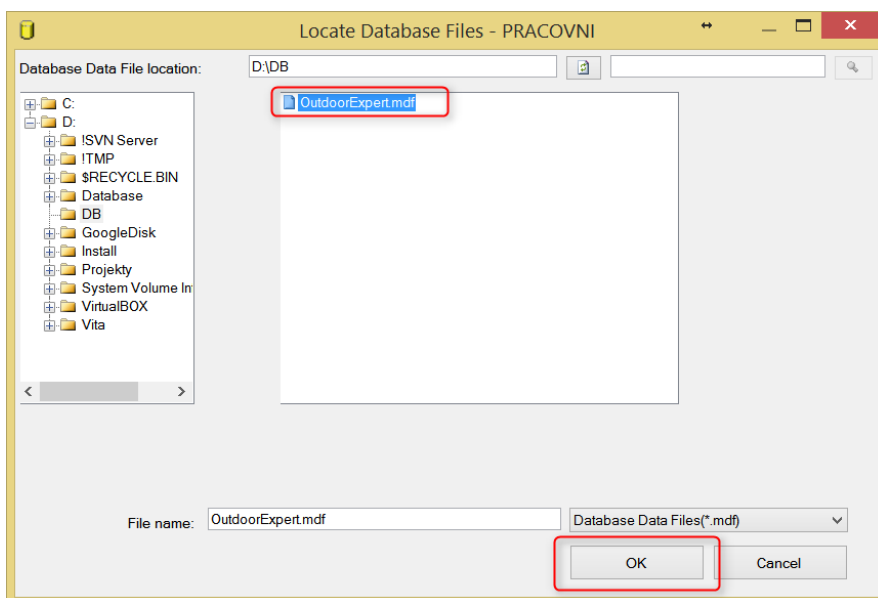 Locate Database Files - PRACOVNI
Database Data File location: D:\DB
C:
D:
!SVN Server
!TMP
$RECYCLE.BIN
Database
DB
GoogleDisk
Install
Projekty
System Volume In
VirtualBOX
Vita
OutdoorExpert.mdf
File name: OutdoorExpert.mdf Database Data Files(*.mdf)
OK Cancel